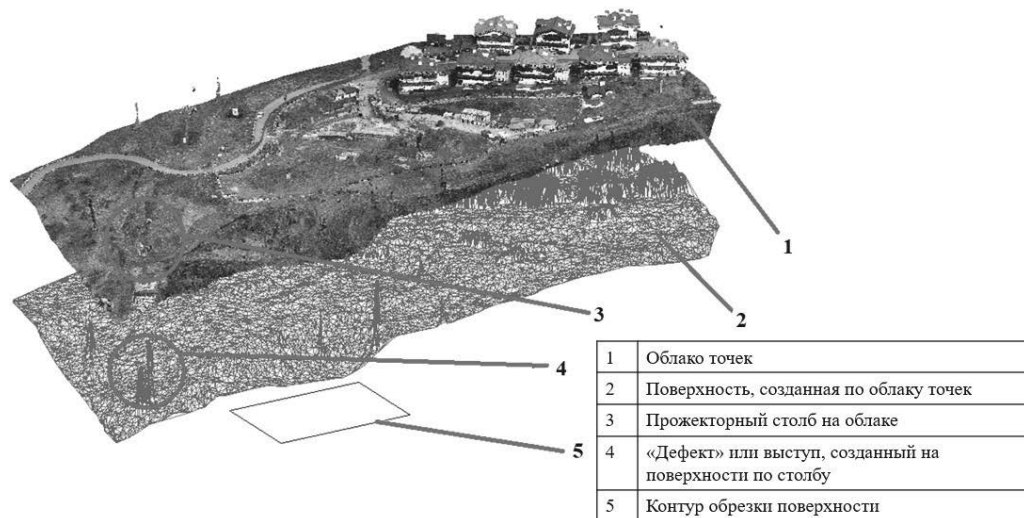 1
3
2
4
5
1 Облако точек
2 Поверхность, созданная по облаку точек
3 Прожекторный столб на облаке
4 «Дефект» или выступ, созданный на
поверхности по столбу
5 Контур обрезки поверхности